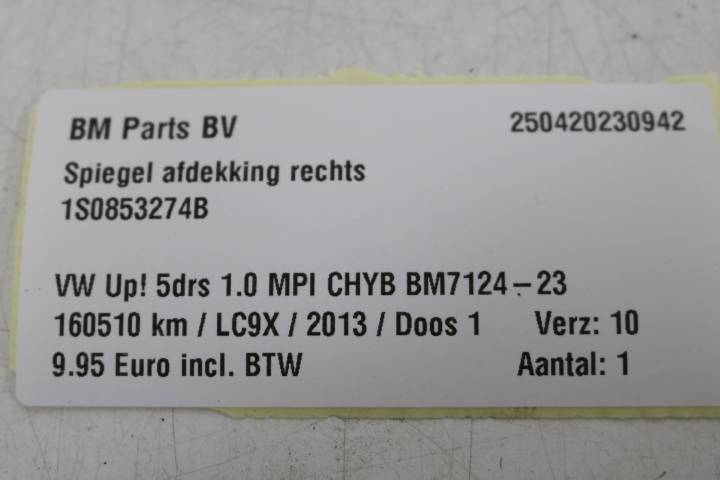 BM Parts BV 250420230942
Spiegel afdekking rechts
1S0853274B
VW Up! 5drs 1.0 MPI CHYB BM7124-23
160510 km / LC9X / 2013 / Doos 1 Verz: 10
9.95 Euro incl. BTW Aantal: 1